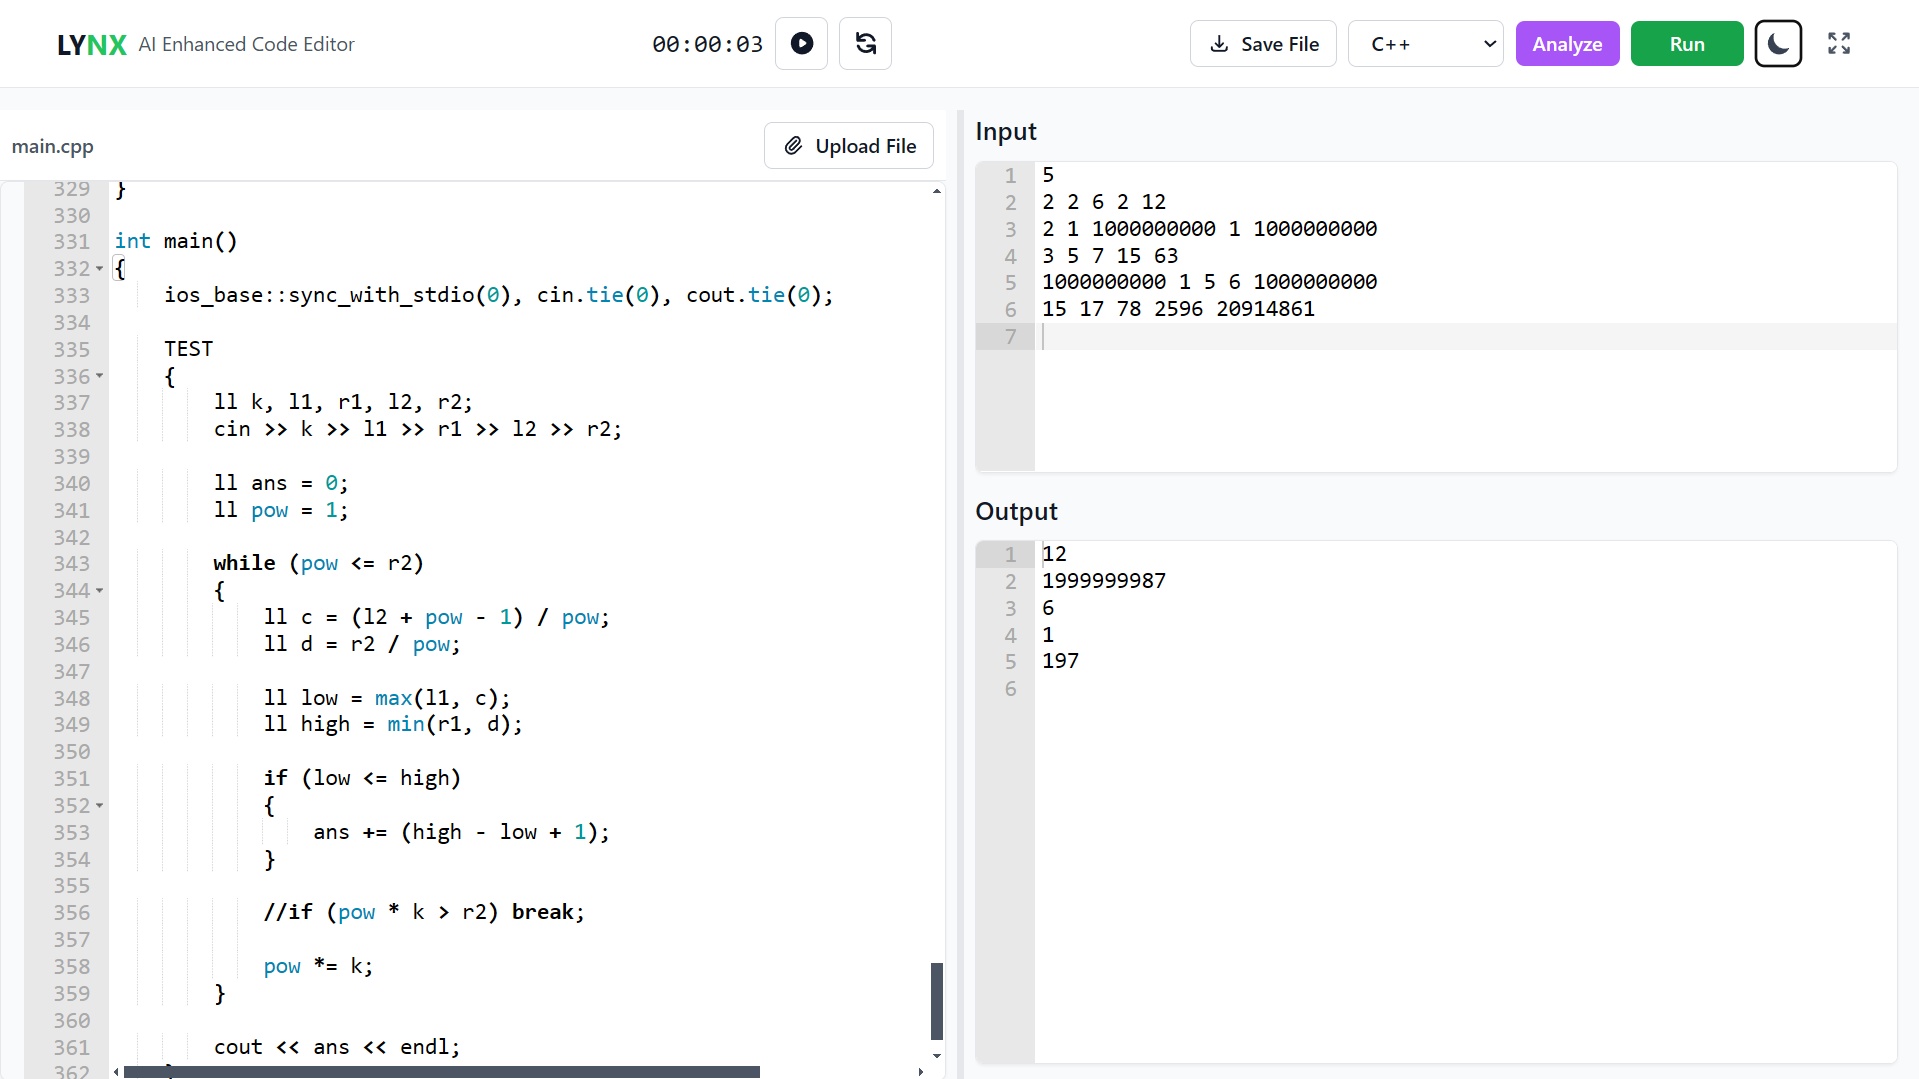 LYNX AI Enhanced Code Editor
00:00:03
Save File
C++
Analyze
Run
main.cpp
Upload File
329 }
330
331 int main()
332 {
333     ios_base::sync_with_stdio(0), cin.tie(0), cout.tie(0);
334
335     TEST
336     {
337         ll k, l1, r1, l2, r2;
338         cin >> k >> l1 >> r1 >> l2 >> r2;
339
340         ll ans = 0;
341         ll pow = 1;
342
343         while (pow <= r2)
344         {
345             ll c = (l2 + pow - 1) / pow;
346             ll d = r2 / pow;
347
348             ll low = max(l1, c);
349             ll high = min(r1, d);
350
351             if (low <= high)
352             {
353                 ans += (high - low + 1);
354             }
355
356             //if (pow * k > r2) break;
357
358             pow *= k;
359         }
360
361         cout << ans << endl;
362     }
Input
1 5
2 2 2 6 2 12
3 2 1 1000000000 1 1000000000
4 3 5 7 15 63
5 1000000000 1 5 6 1000000000
6 15 17 78 2596 20914861
7
Output
1 12
2 1999999987
3 6
4 1
5 197
6